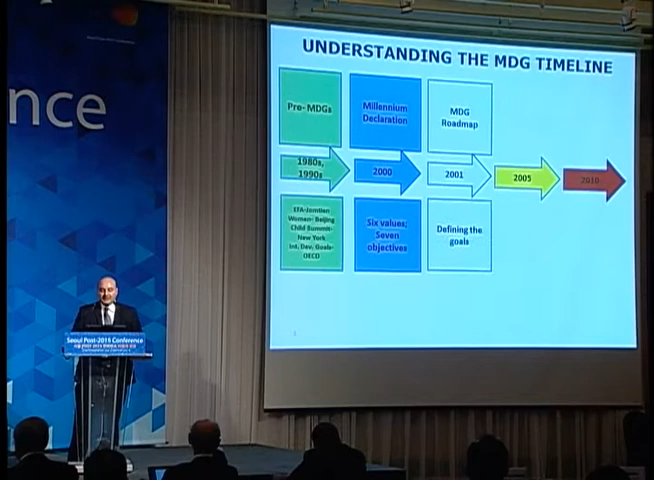 nce
UNDERSTANDING THE MDG TIMELINE
Pre- MDGs
Millennium
Declaration
MDG
Roadmap
1980s,
1990s
2000
2001
2005
2010
EFA-Jomtien
Women- Beijing
Child Summit-
New York
Int. Dev. Goals-
OECD
Six values;
Seven
objectives
Defining the
goals
Seoul Post-2015 Conference